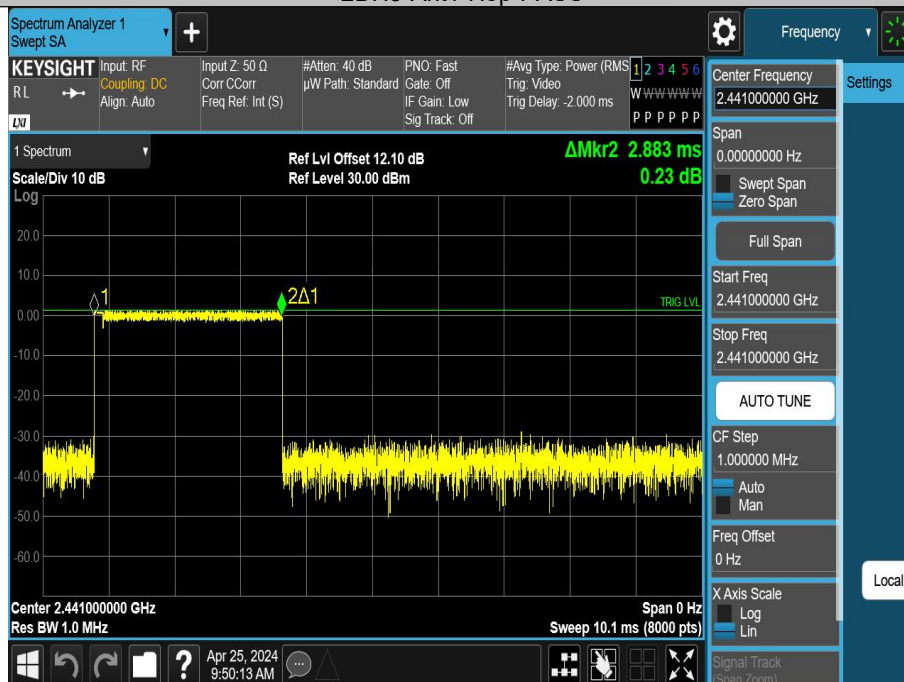 Spectrum Analyzer 1
Swept SA
+
Frequency
KEYSIGHT
RL
LXI
Input: RF
Coupling: DC
Align: Auto
Input Z: 50 Ω
Corr CCorr
Freq Ref: Int (S)
#Atten: 40 dB
µW Path: Standard
PNO: Fast
Gate: Off
IF Gain: Low
Sig Track: Off
#Avg Type: Power (RMS
Trig: Video
Trig Delay: -2.000 ms
1 2 3 4 5 6
W W W W W W
P P P P P P
1 Spectrum
Scale/Div 10 dB
Ref Lvl Offset 12.10 dB
Ref Level 30.00 dBm
ΔMkr2 2.883 ms
0.23 dB
Log
20.0
10.0
0.00
-10.0
-20.0
-30.0
-40.0
-50.0
-60.0
1
2Δ1
TRIG LVL
Center 2.441000000 GHz
Res BW 1.0 MHz
Span 0 Hz
Sweep 10.1 ms (8000 pts)
Apr 25, 2024
9:50:13 AM
?
Center Frequency
2.441000000 GHz
Span
0.00000000 Hz
Swept Span
Zero Span
Full Span
Start Freq
2.441000000 GHz
Stop Freq
2.441000000 GHz
AUTO TUNE
CF Step
1.000000 MHz
Auto
Man
Freq Offset
0 Hz
X Axis Scale
Log
Lin
Signal Track
(Span Zoom)
Settings
Local